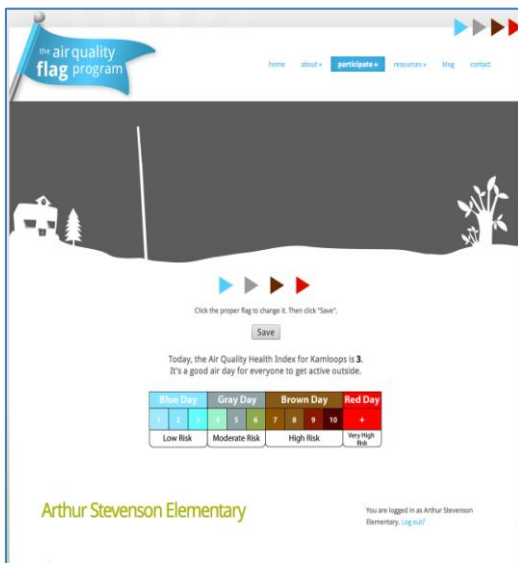 the air quality
flag program
home about » participate » resources » blog contact
Click the proper flag to change it. Then click "Save".
Save
Today, the Air Quality Health Index for Kamloops is 3.
It's a good air day for everyone to get active outside.
Blue Day Gray Day Brown Day Red Day
1 2 3 4 5 6 7 8 9 10 +
Low Risk Moderate Risk High Risk Very High
Risk
Arthur Stevenson Elementary
You are logged in as Arthur Stevenson
Elementary. Log out?